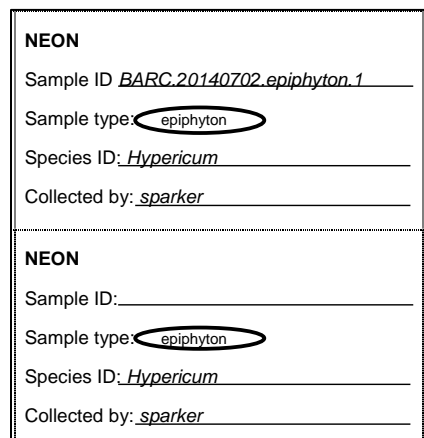 NEON
Sample ID BARC.20140702.epiphyton.1
Sample type: epiphyton
Species ID: Hypericum
Collected by: sparker
NEON
Sample ID:
Sample type: epiphyton
Species ID: Hypericum
Collected by: sparker